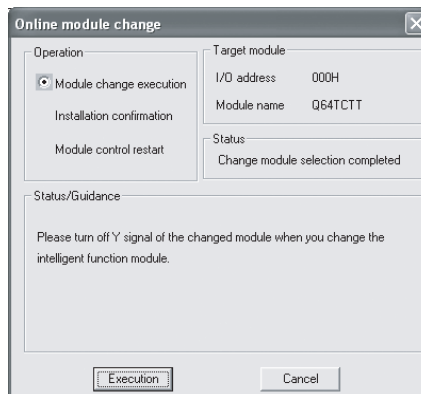 Online module change
Operation
Module change execution
Installation confirmation
Module control restart
Target module
I/O address 000H
Module name Q64TCTT
Status
Change module selection completed
Status/Guidance
Please turn off Y signal of the changed module when you change the
intelligent function module.
Execution
Cancel